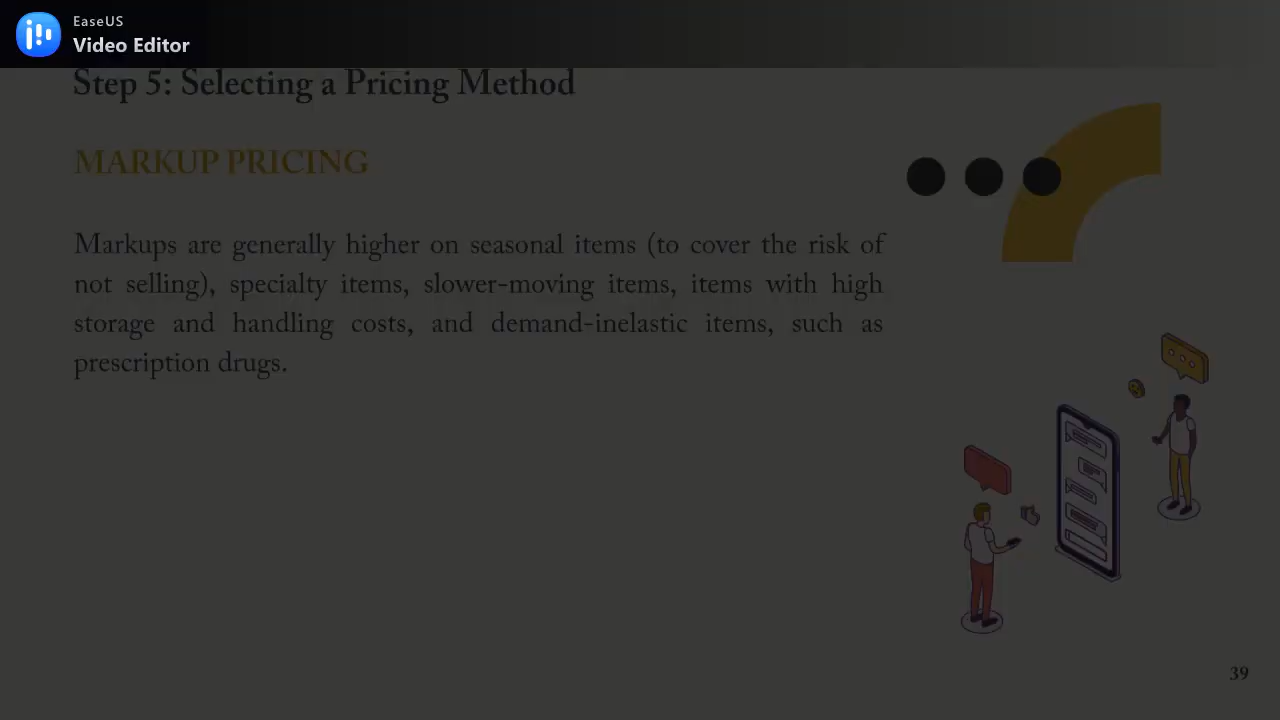 EaseUS
Video Editor
Step 5: Selecting a Pricing Method
MARKUP PRICING
Markups are generally higher on seasonal items (to cover the risk of
not selling), specialty items, slower-moving items, items with high
storage and handling costs, and demand-inelastic items, such as
prescription drugs.
39